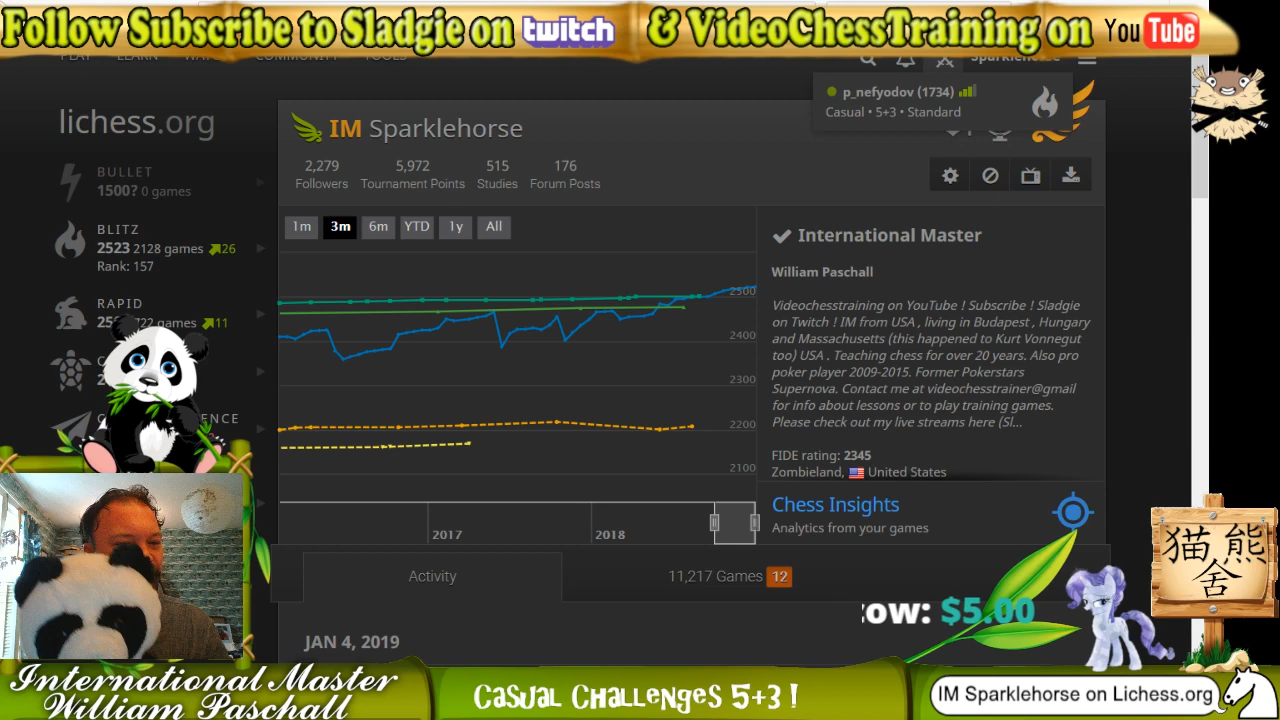 Follow Subscribe to Sladgie on twitch & VideoChessTraining on YouTube
lichess.org
p_nefyodov (1734)
Casual • 5+3 • Standard
IM Sparklehorse
2,279 5,972 515 176
Followers Tournament Points Studies Forum Posts
BULLET
1500? 0 games
BLITZ
2523 2128 games 26
Rank: 157
RAPID
games 11
1m 3m 6m YTD 1y All
2500
2400
2300
2200
2100
2017 2018
International Master
William Paschall
Videochesstraining on YouTube ! Subscribe ! Sladgie
on Twitch ! IM from USA , living in Budapest , Hungary
and Massachusetts (this happened to Kurt Vonnegut
too) USA . Teaching chess for over 20 years. Also pro
poker player 2009-2015. Former Pokerstars
Supernova. Contact me at videochesstrainer@gmail
for info about lessons or to play training games.
Please check out my live streams here (Sl...
FIDE rating: 2345
Zombieland, United States
Chess Insights
Analytics from your games
Activity 11,217 Games 12
JAN 4, 2019
ow: $5.00
猫熊
舍
International Master
William Paschall
Casual Challenges 5+3 !
IM Sparklehorse on Lichess.org